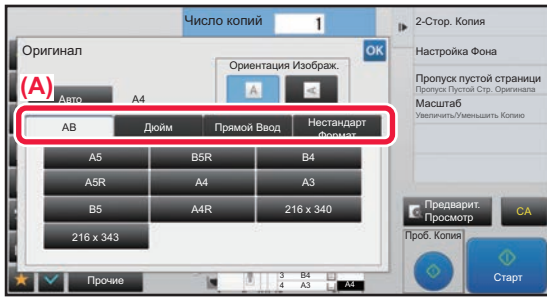 Число копий 1
Оригинал
OK
Ориентация Изображ.
(A)
Авто
A4
A
A
AB
Дюйм
Прямой Ввод
Нестандарт
Формат
A5
B5R
B4
A5R
A4
A3
B5
A4R
216 x 340
216 x 343
Прочие
3 B4
4 A3
A4
2-Стор. Копия
Настройка Фона
Пропуск пустой страници
Пропуск Пустой Стр. Оригинала
Масштаб
Увеличить/Уменьшить Копию
Предварит.
Просмотр
CA
Проб. Копия
Старт